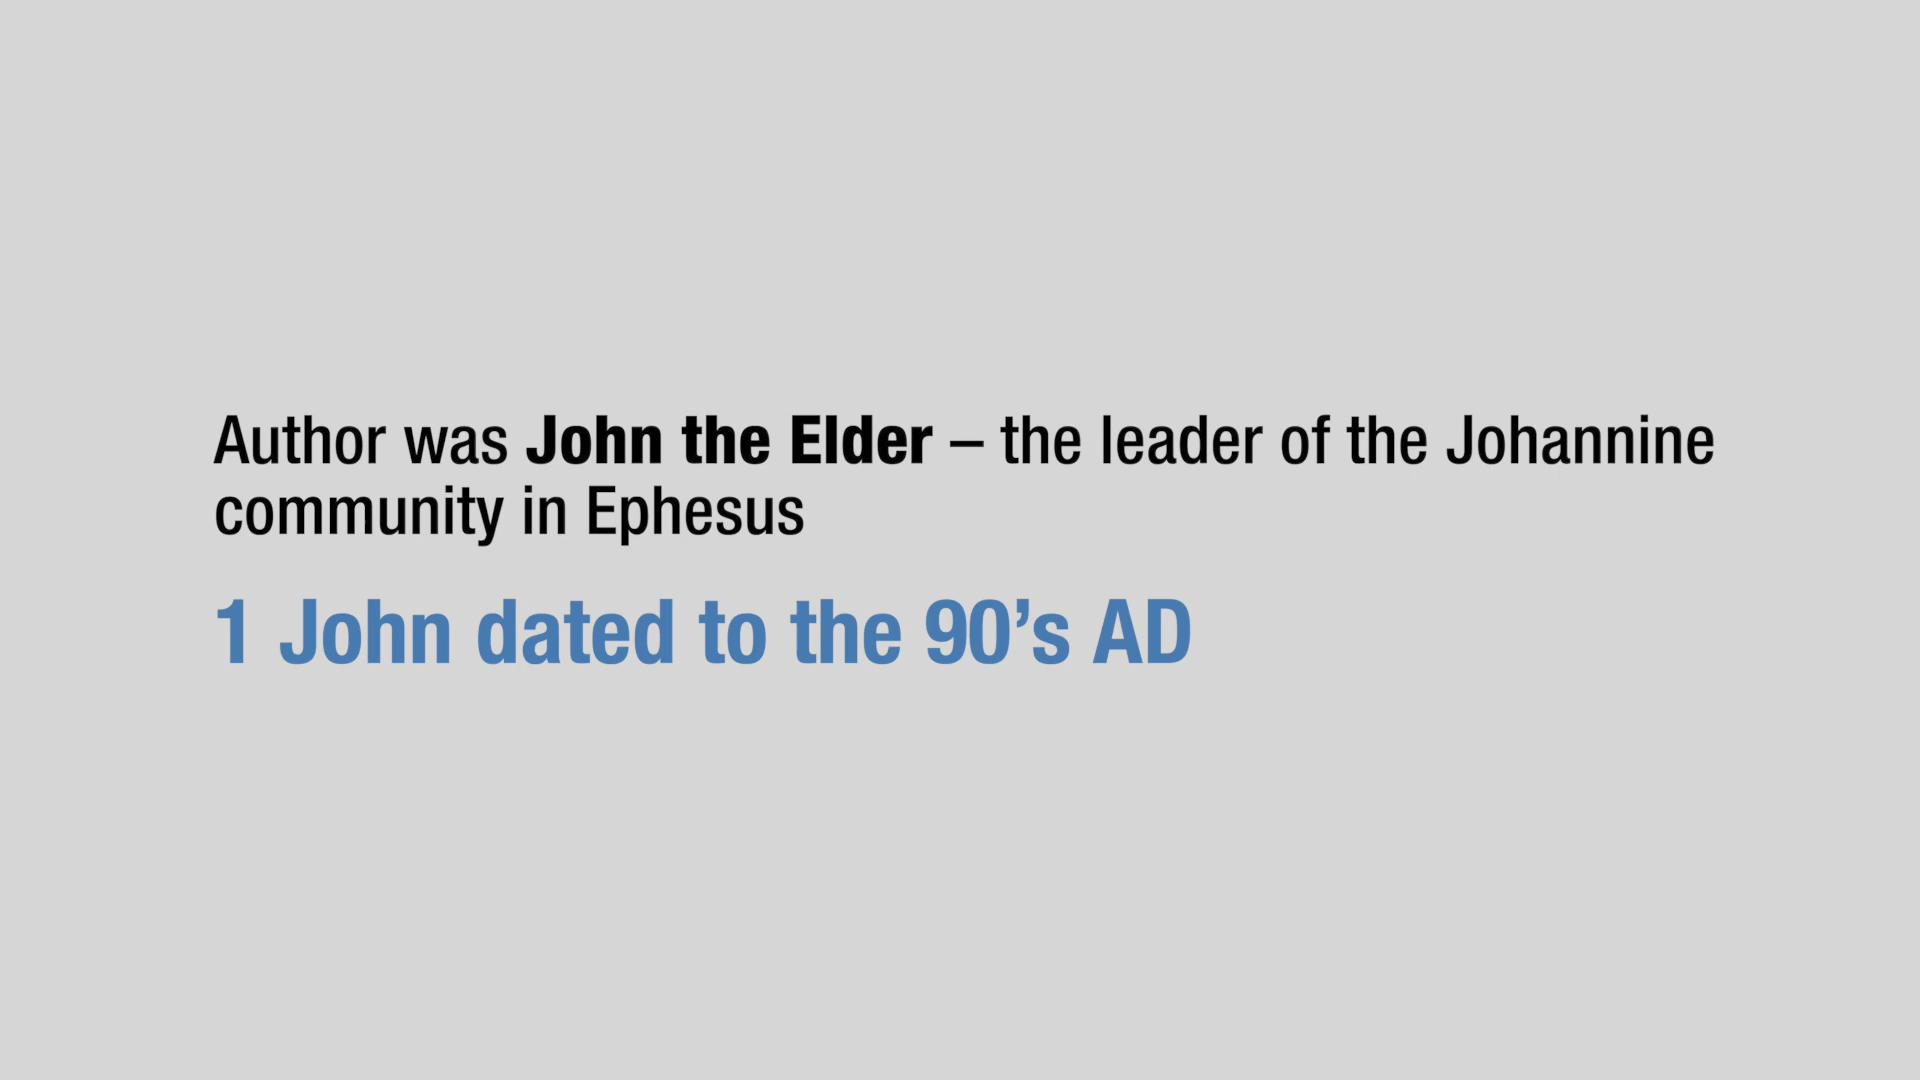 Author was John the Elder – the leader of the Johannine
community in Ephesus
1 John dated to the 90’s AD